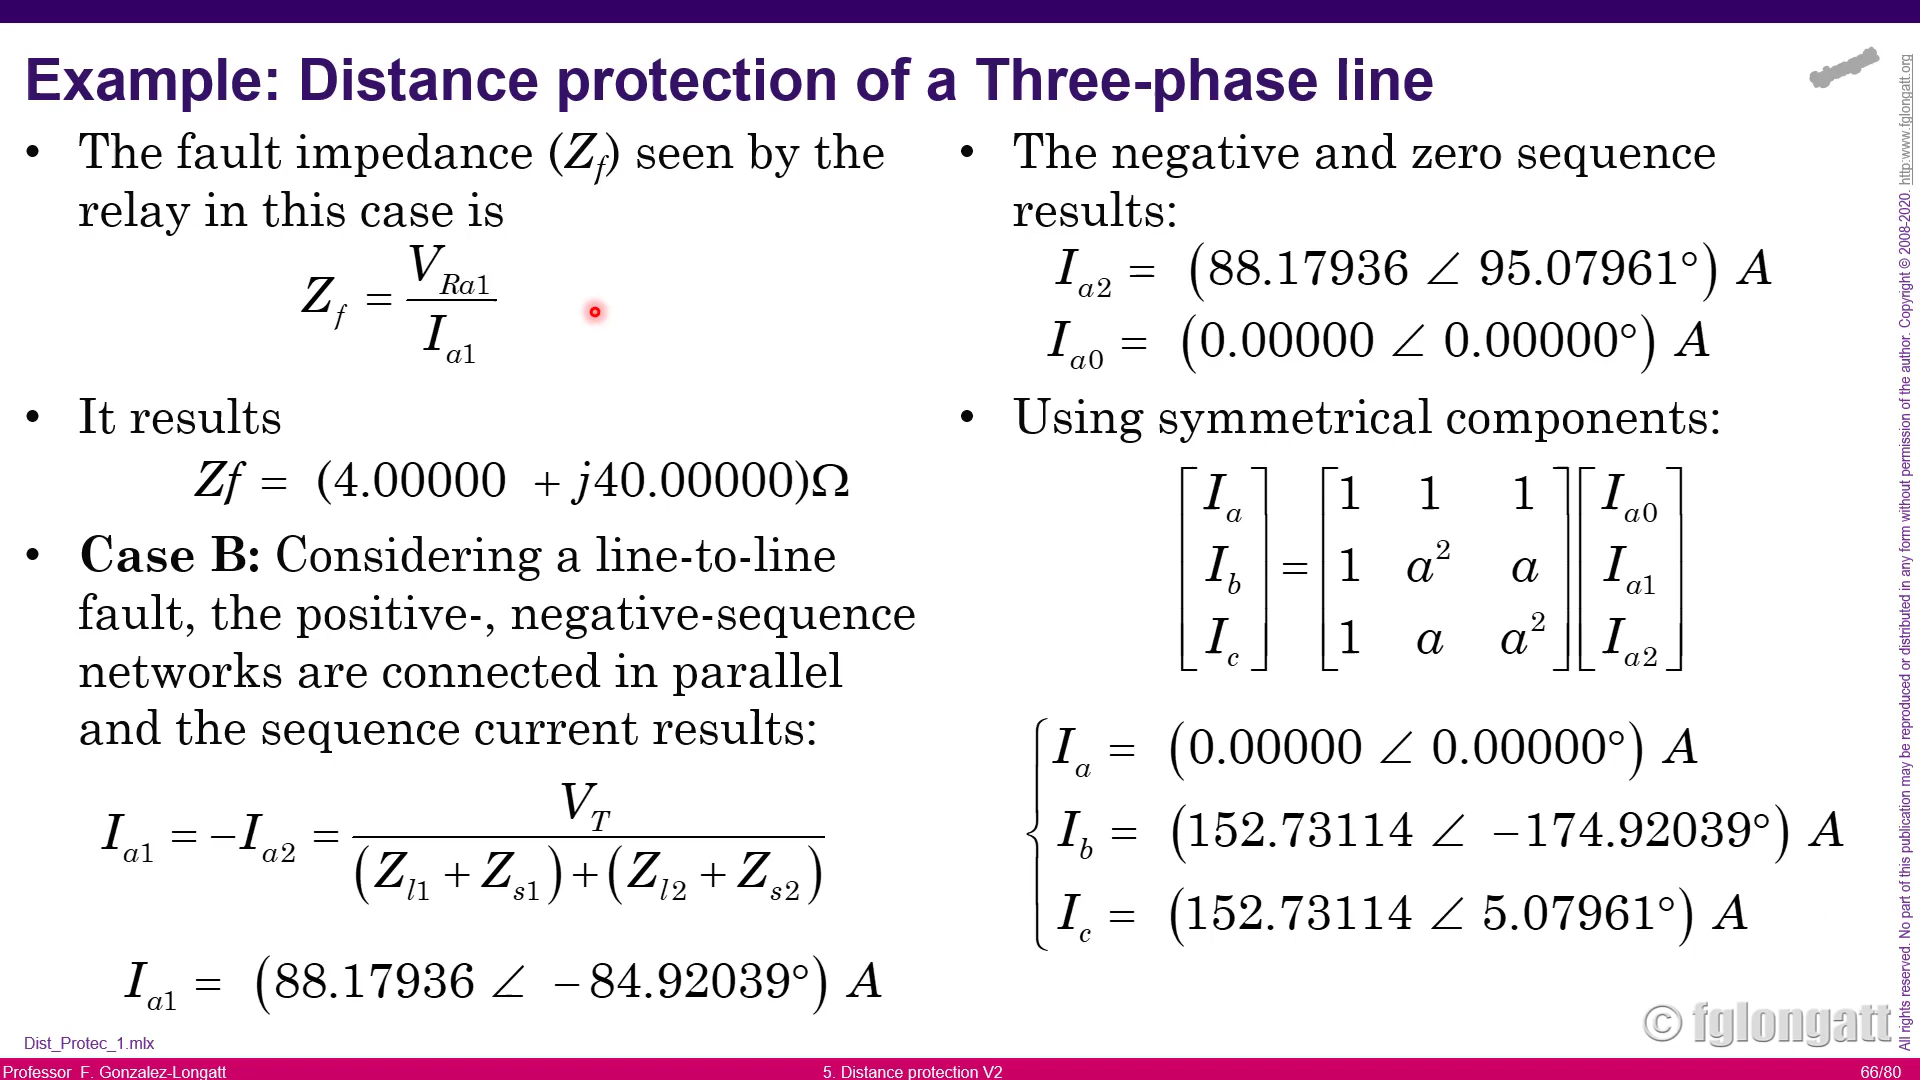 Example: Distance protection of a Three-phase line
• The fault impedance (Z_f) seen by the
relay in this case is
Z_f = V_Ra1 / I_a1
• It results
Zf = (4.00000 + j40.00000)Ω
• Case B: Considering a line-to-line
fault, the positive-, negative-sequence
networks are connected in parallel
and the sequence current results:
I_a1 = −I_a2 = V_T / ((Z_l1 + Z_s1) + (Z_l2 + Z_s2))
I_a1 = (88.17936 ∠ −84.92039°) A
• The negative and zero sequence
results:
I_a2 = (88.17936 ∠ 95.07961°) A
I_a0 = (0.00000 ∠ 0.00000°) A
• Using symmetrical components:
[I_a] = [1 1 1] [I_a0]
[I_b] = [1 a² a] [I_a1]
[I_c] = [1 a a²] [I_a2]
I_a = (0.00000 ∠ 0.00000°) A
I_b = (152.73114 ∠ −174.92039°) A
I_c = (152.73114 ∠ 5.07961°) A
© fglongatt
Dist_Protec_1.mlx
Professor F. Gonzalez-Longatt
5. Distance protection V2
66/80
All rights reserved. No part of this publication may be reproduced or distributed in any form without permission of the author. Copyright © 2008-2020. http:www.fglongatt.org